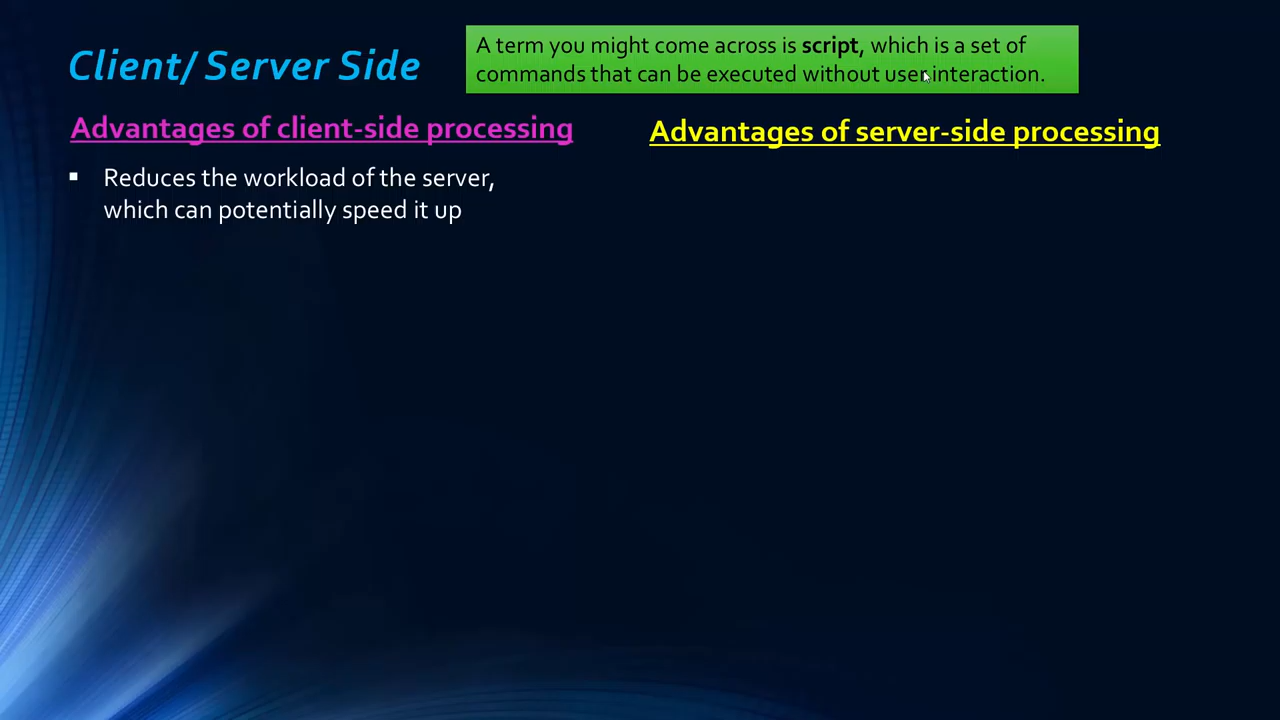 Client/ Server Side
A term you might come across is script, which is a set of
commands that can be executed without user interaction.
Advantages of client-side processing
Advantages of server-side processing
▪ Reduces the workload of the server,
which can potentially speed it up